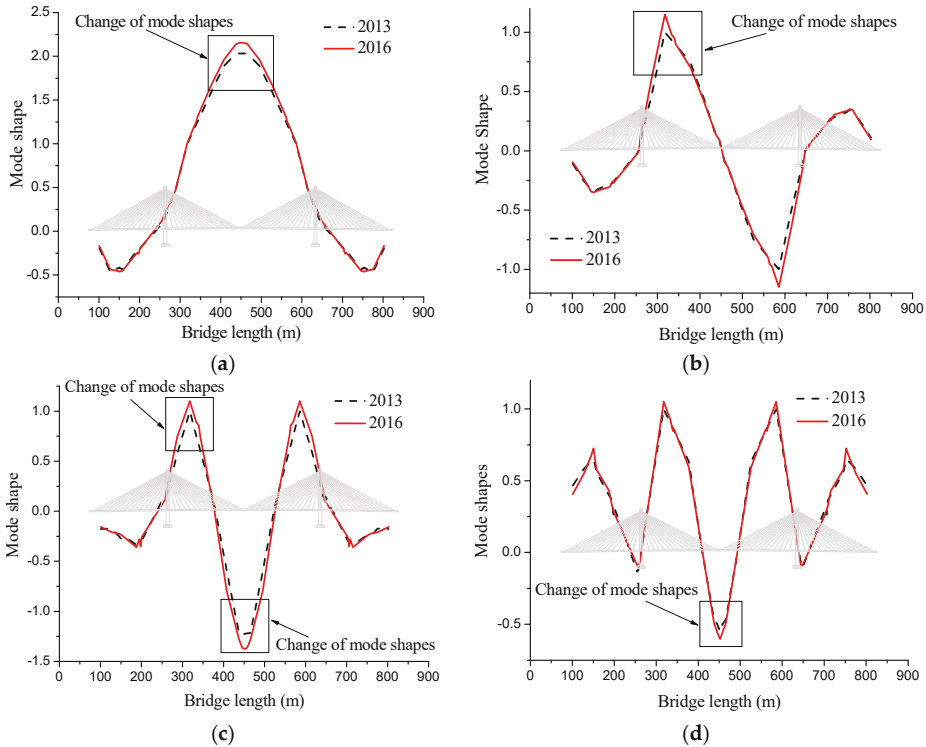 Change of mode shapes
2013
2016
2.5
2.0
1.5
1.0
0.5
0.0
-0.5
Mode shape
0 100 200 300 400 500 600 700 800 900
Bridge length (m)
(a)
Change of mode shapes
1.0
0.5
0.0
-0.5
-1.0
Mode Shape
2013
2016
0 100 200 300 400 500 600 700 800 900
Bridge length (m)
(b)
Change of mode shapes
2013
2016
1.0
0.5
0.0
-0.5
-1.0
-1.5
Mode shape
Change of mode shapes
0 100 200 300 400 500 600 700 800 900
Bridge length (m)
(c)
2013
2016
1.0
0.5
0.0
-0.5
Mode shapes
Change of mode shapes
0 100 200 300 400 500 600 700 800 900
Bridge length (m)
(d)